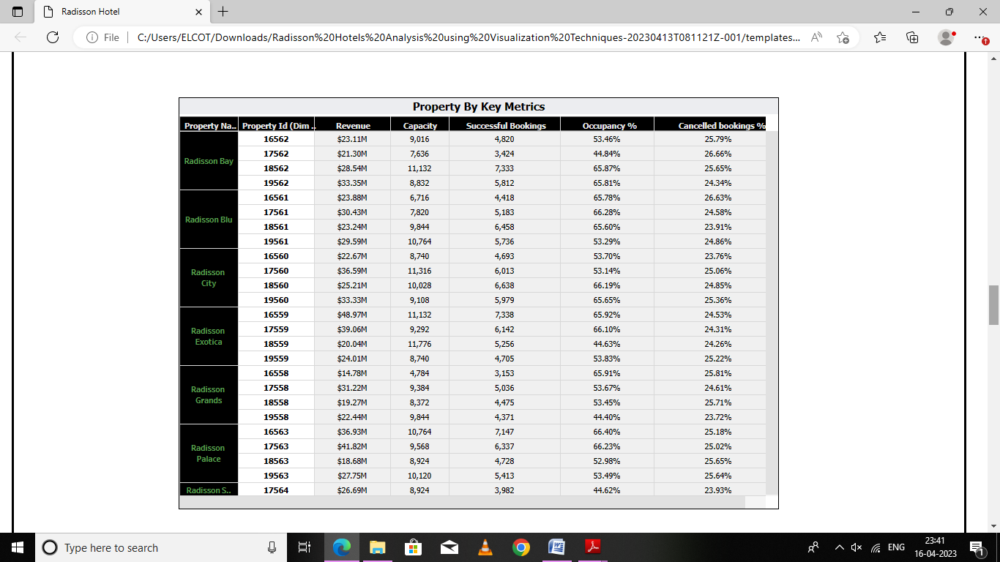 Radisson Hotel
File
C:/Users/ELCOT/Downloads/Radisson%20Hotels%20Analysis%20using%20Visualization%20Techniques-20230413T081121Z-001/templates...
Property By Key Metrics
Property Na.. Property Id (Dim .. Revenue Capacity Successful Bookings Occupancy % Cancelled bookings %
Radisson Bay
16562 $23.11M 9,016 4,820 53.46% 25.79%
17562 $21.30M 7,636 3,424 44.84% 26.66%
18562 $28.54M 11,132 7,333 65.87% 25.65%
19562 $33.35M 8,832 5,812 65.81% 24.34%
Radisson Blu
16561 $23.88M 6,716 4,418 65.78% 26.63%
17561 $30.43M 7,820 5,183 66.28% 24.58%
18561 $23.24M 9,844 6,458 65.60% 23.91%
19561 $29.59M 10,764 5,736 53.29% 24.86%
Radisson
City
16560 $22.67M 8,740 4,693 53.70% 23.76%
17560 $36.59M 11,316 6,013 53.14% 25.06%
18560 $25.21M 10,028 6,638 66.19% 24.85%
19560 $33.33M 9,108 5,979 65.65% 25.36%
Radisson
Exotica
16559 $48.97M 11,132 7,338 65.92% 24.53%
17559 $39.06M 9,292 6,142 66.10% 24.31%
18559 $20.04M 11,776 5,256 44.63% 24.26%
19559 $24.01M 8,740 4,705 53.83% 25.22%
Radisson
Grands
16558 $14.78M 4,784 3,153 65.91% 25.81%
17558 $31.22M 9,384 5,036 53.67% 24.61%
18558 $19.27M 8,372 4,475 53.45% 25.71%
19558 $22.44M 9,844 4,371 44.40% 23.72%
Radisson
Palace
16563 $36.93M 10,764 7,147 66.40% 25.18%
17563 $41.82M 9,568 6,337 66.23% 25.02%
18563 $18.68M 8,924 4,728 52.98% 25.65%
19563 $27.75M 10,120 5,413 53.49% 25.64%
Radisson S..
17564 $26.69M 8,924 3,982 44.62% 23.93%
Type here to search
ENG
23:41
16-04-2023
1